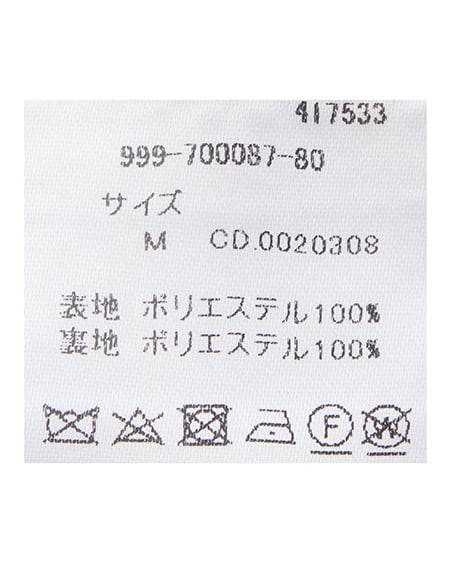 417533
999-700087-80
サイズ
M CD.0020308
表地 ポリエステル100%
裏地 ポリエステル100%
F W